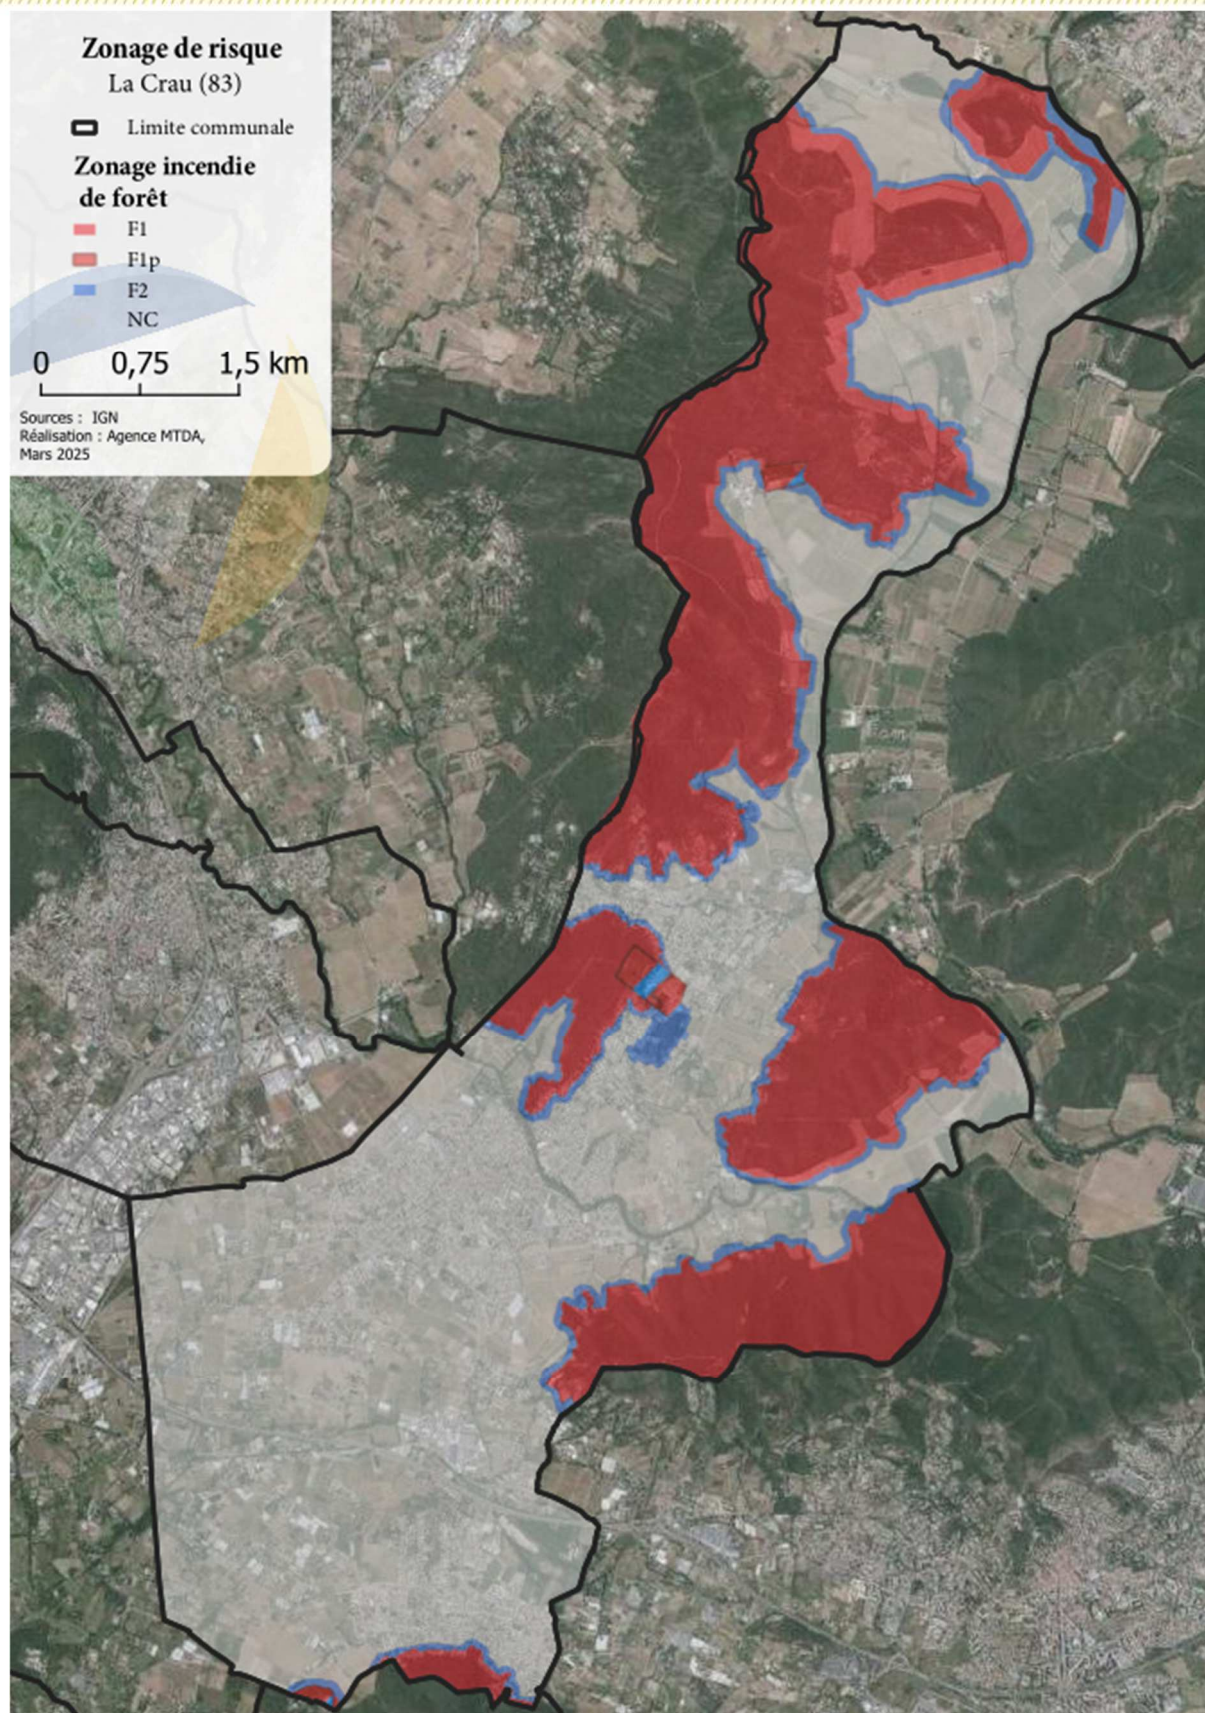 Zonage de risque
La Crau (83)
Limite communale
Zonage incendie
de forêt
F1
F1p
F2
NC
0 0,75 1,5 km
Sources : IGN
Réalisation : Agence MTDA,
Mars 2025